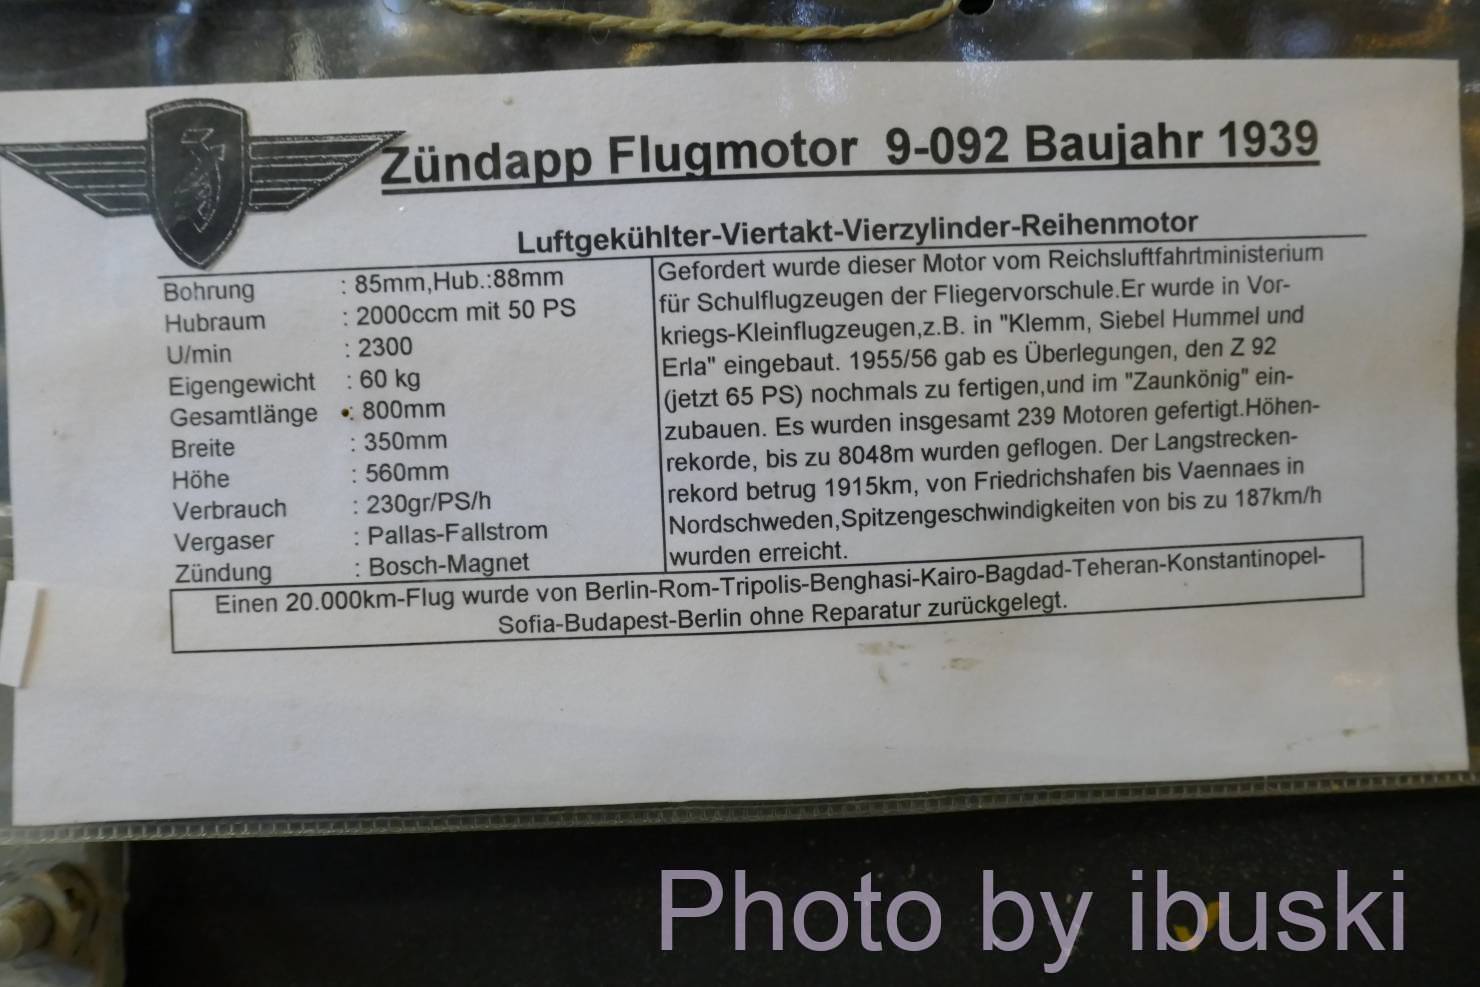 Zündapp Flugmotor 9-092 Baujahr 1939
Luftgekühlter-Viertakt-Vierzylinder-Reihenmotor
Bohrung : 85mm,Hub.:88mm
Hubraum : 2000ccm mit 50 PS
U/min : 2300
Eigengewicht : 60 kg
Gesamtlänge : 800mm
Breite : 350mm
Höhe : 560mm
Verbrauch : 230gr/PS/h
Vergaser : Pallas-Fallstrom
Zündung : Bosch-Magnet
Gefordert wurde dieser Motor vom Reichsluftfahrtministerium
für Schulflugzeugen der Fliegervorschule.Er wurde in Vor-
kriegs-Kleinflugzeugen,z.B. in "Klemm, Siebel Hummel und
Erla" eingebaut. 1955/56 gab es Überlegungen, den Z 92
(jetzt 65 PS) nochmals zu fertigen,und im "Zaunkönig" ein-
zubauen. Es wurden insgesamt 239 Motoren gefertigt.Höhen-
rekorde, bis zu 8048m wurden geflogen. Der Langstrecken-
rekord betrug 1915km, von Friedrichshafen bis Vaennaes in
Nordschweden,Spitzengeschwindigkeiten von bis zu 187km/h
wurden erreicht.
Einen 20.000km-Flug wurde von Berlin-Rom-Tripolis-Benghasi-Kairo-Bagdad-Teheran-Konstantinopel-
Sofia-Budapest-Berlin ohne Reparatur zurückgelegt.
Photo by ibuski